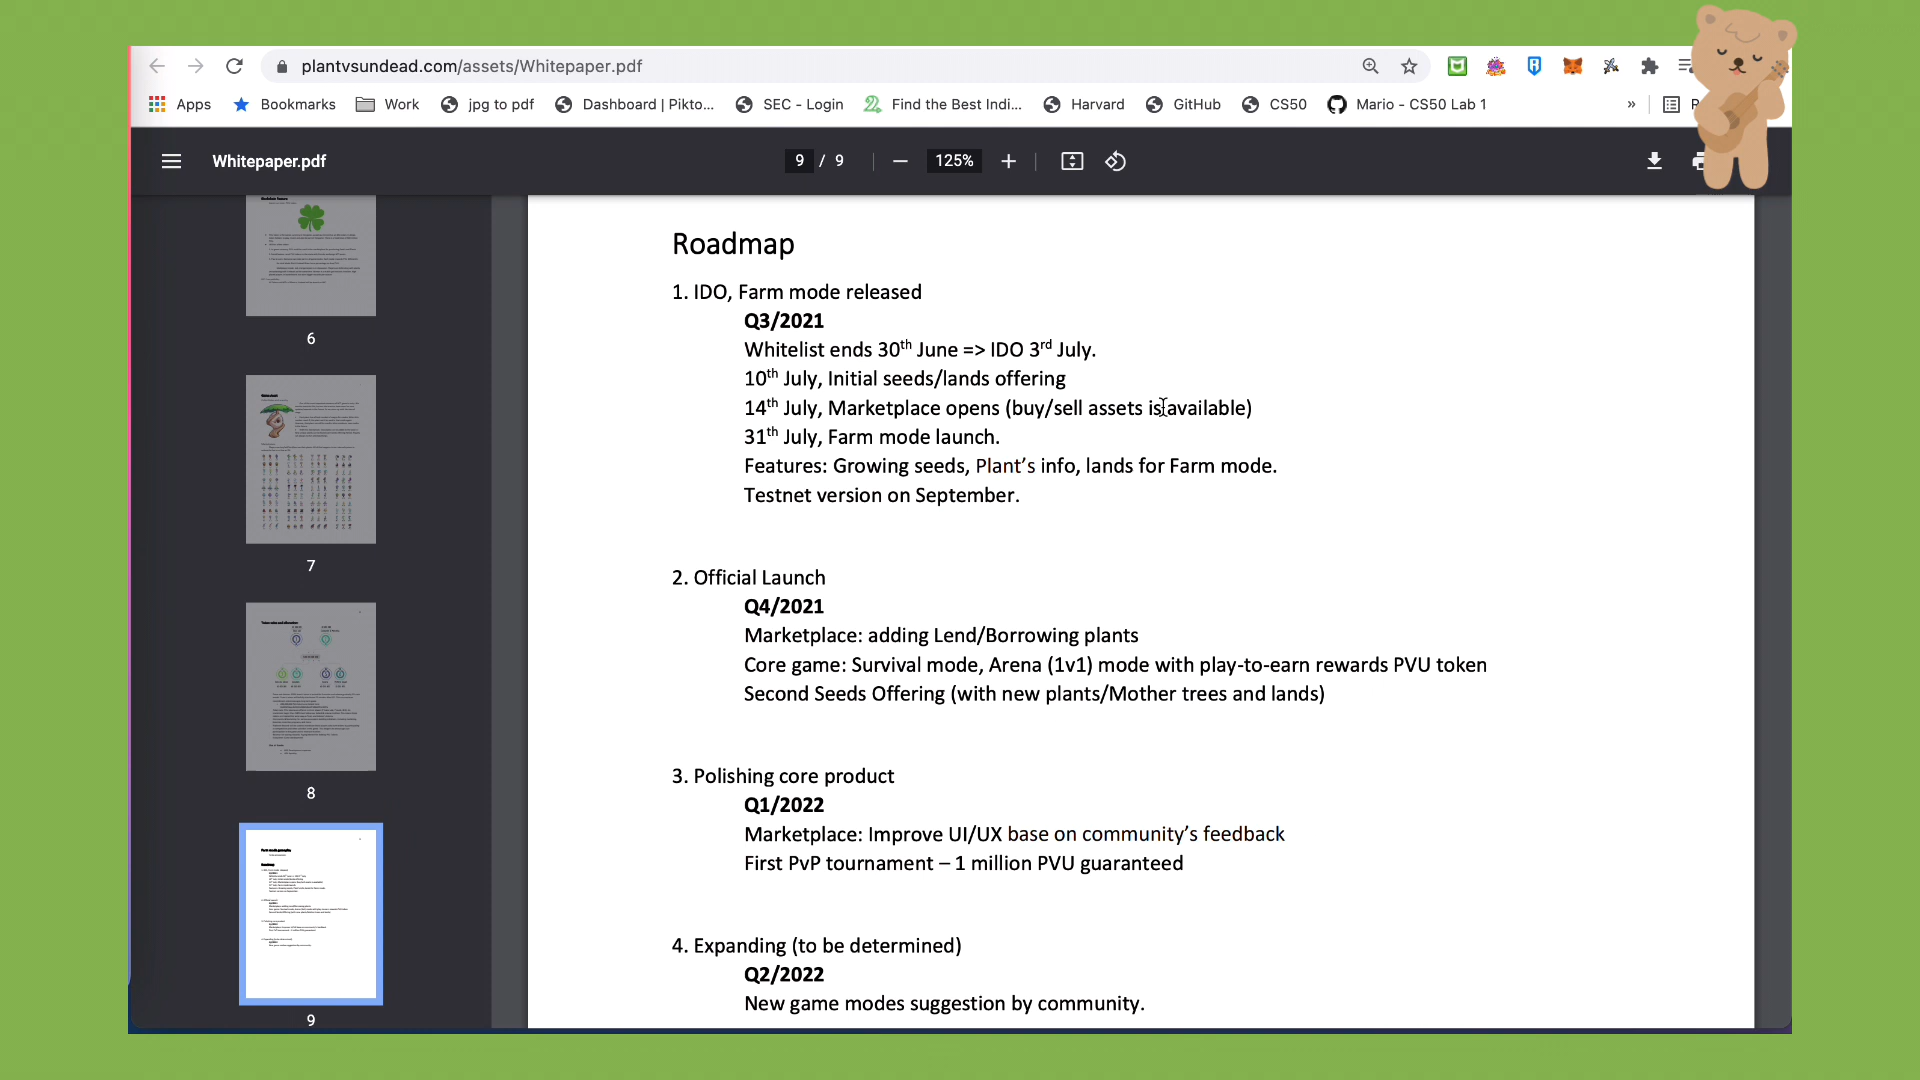 plantvsundead.com/assets/Whitepaper.pdf
Apps Bookmarks Work jpg to pdf Dashboard | Pikto... SEC - Login Find the Best Indi... Harvard GitHub CS50 Mario - CS50 Lab 1 »
Whitepaper.pdf 9 / 9 125%
6
7
8
9
Roadmap
1. IDO, Farm mode released
Q3/2021
Whitelist ends 30th June => IDO 3rd July.
10th July, Initial seeds/lands offering
14th July, Marketplace opens (buy/sell assets is available)
31th July, Farm mode launch.
Features: Growing seeds, Plant’s info, lands for Farm mode.
Testnet version on September.
2. Official Launch
Q4/2021
Marketplace: adding Lend/Borrowing plants
Core game: Survival mode, Arena (1v1) mode with play-to-earn rewards PVU token
Second Seeds Offering (with new plants/Mother trees and lands)
3. Polishing core product
Q1/2022
Marketplace: Improve UI/UX base on community’s feedback
First PvP tournament – 1 million PVU guaranteed
4. Expanding (to be determined)
Q2/2022
New game modes suggestion by community.